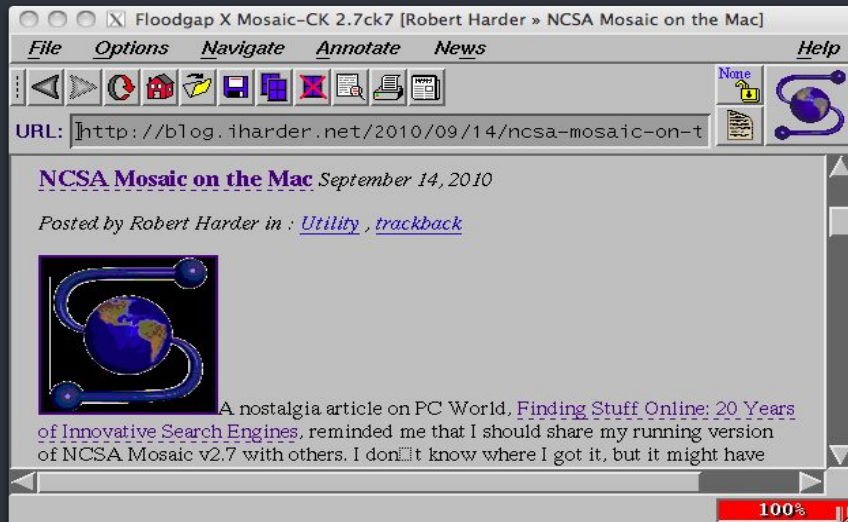 Floodgap X Mosaic-CK 2.7ck7 [Robert Harder » NCSA Mosaic on the Mac]
File Options Navigate Annotate News Help
None
URL: http://blog.iharder.net/2010/09/14/ncsa-mosaic-on-t
NCSA Mosaic on the Mac September 14, 2010
Posted by Robert Harder in : Utility , trackback
A nostalgia article on PC World, Finding Stuff Online: 20 Years
of Innovative Search Engines, reminded me that I should share my running version
of NCSA Mosaic v2.7 with others. I don□□t know where I got it, but it might have
100%